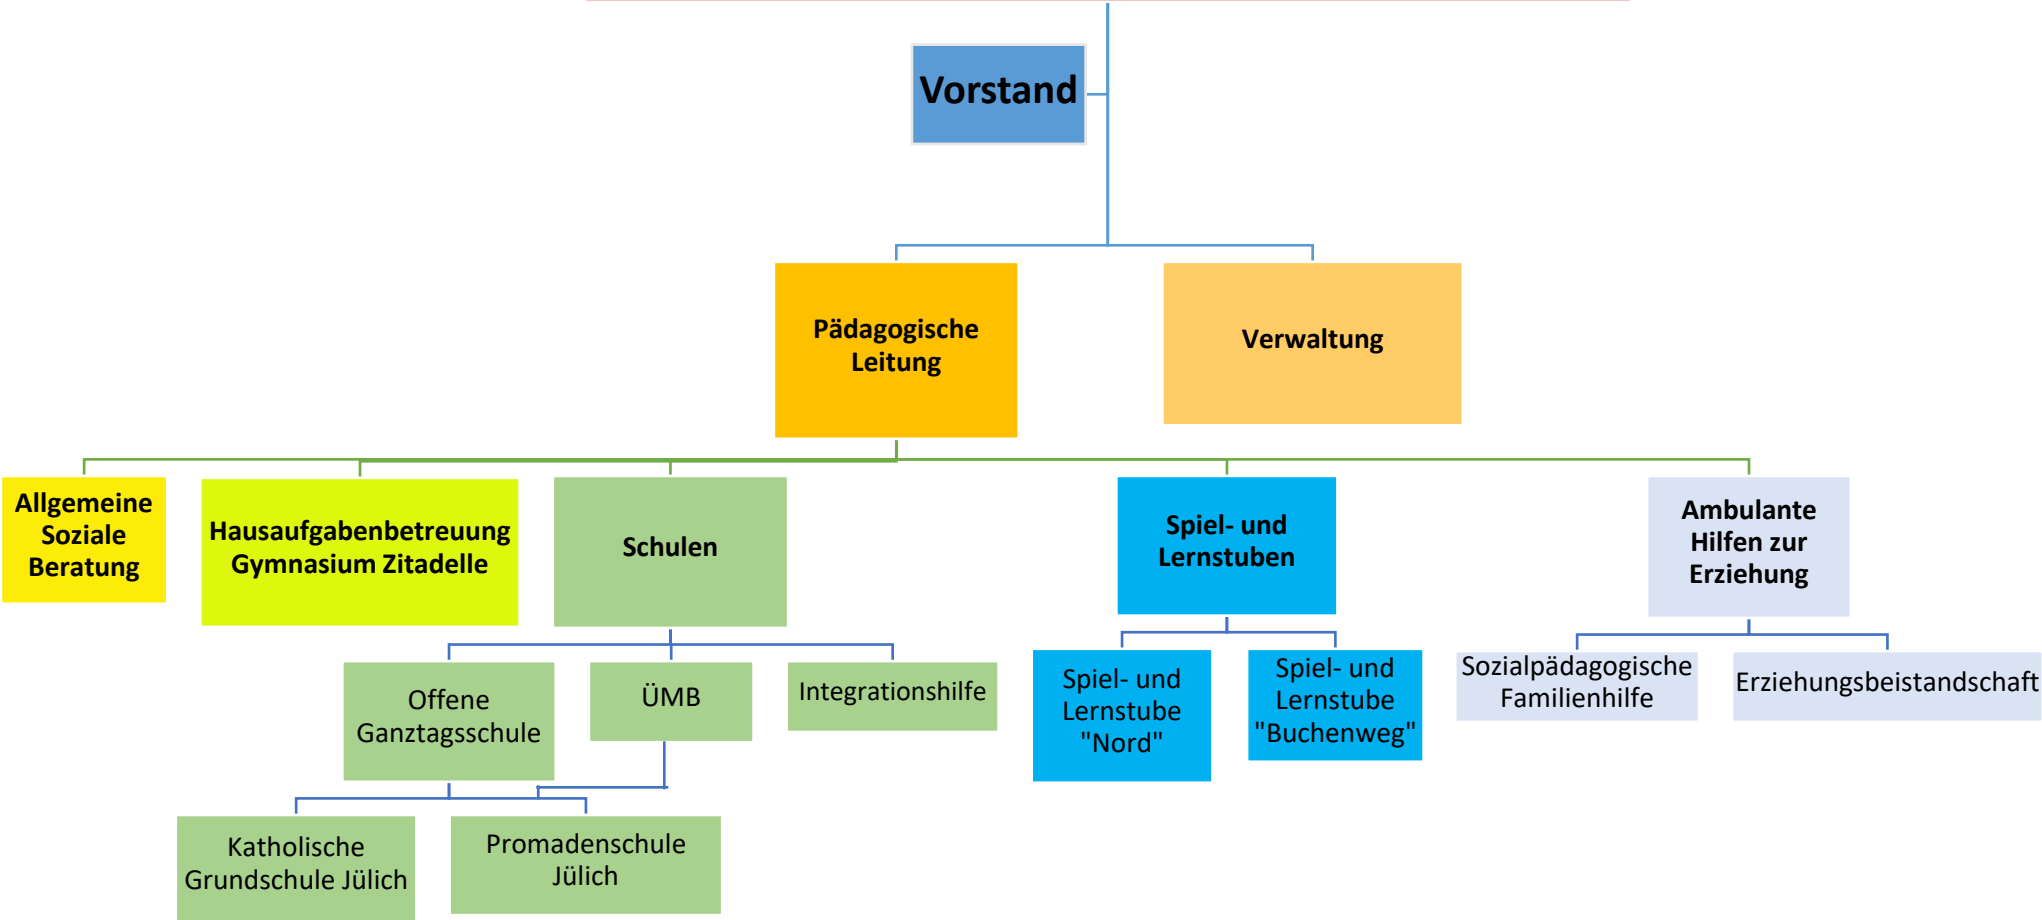 Vorstand
Pädagogische
Leitung
Verwaltung
Allgemeine
Soziale
Beratung
Hausaufgabenbetreuung
Gymnasium Zitadelle
Schulen
Spiel- und
Lernstuben
Ambulante
Hilfen zur
Erziehung
Offene
Ganztagsschule
ÜMB
Integrationshilfe
Spiel- und
Lernstube
"Nord"
Spiel- und
Lernstube
"Buchenweg"
Sozialpädagogische
Familienhilfe
Erziehungsbeistandschaft
Katholische
Grundschule Jülich
Promadenschule
Jülich